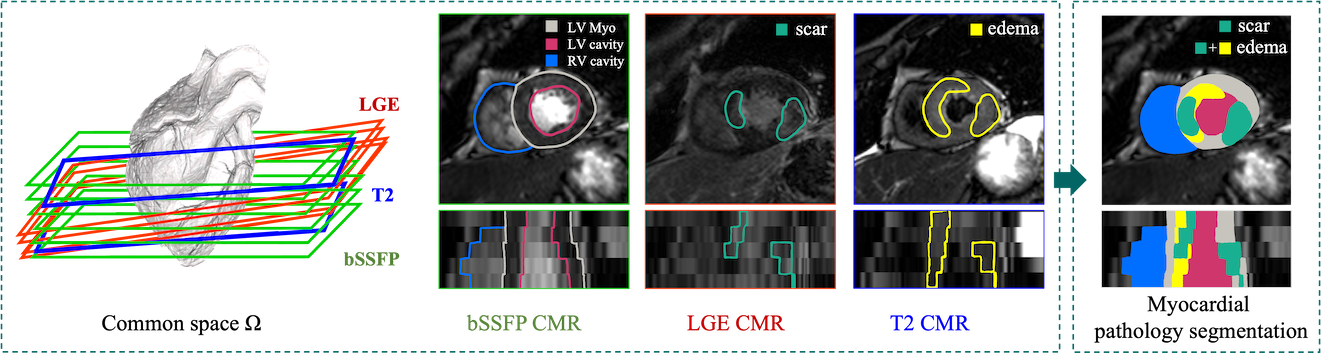 LGE
T2
bSSFP
Common space Ω
LV Myo
LV cavity
RV cavity
bSSFP CMR
scar
LGE CMR
edema
T2 CMR
scar
+ edema
Myocardial
pathology segmentation